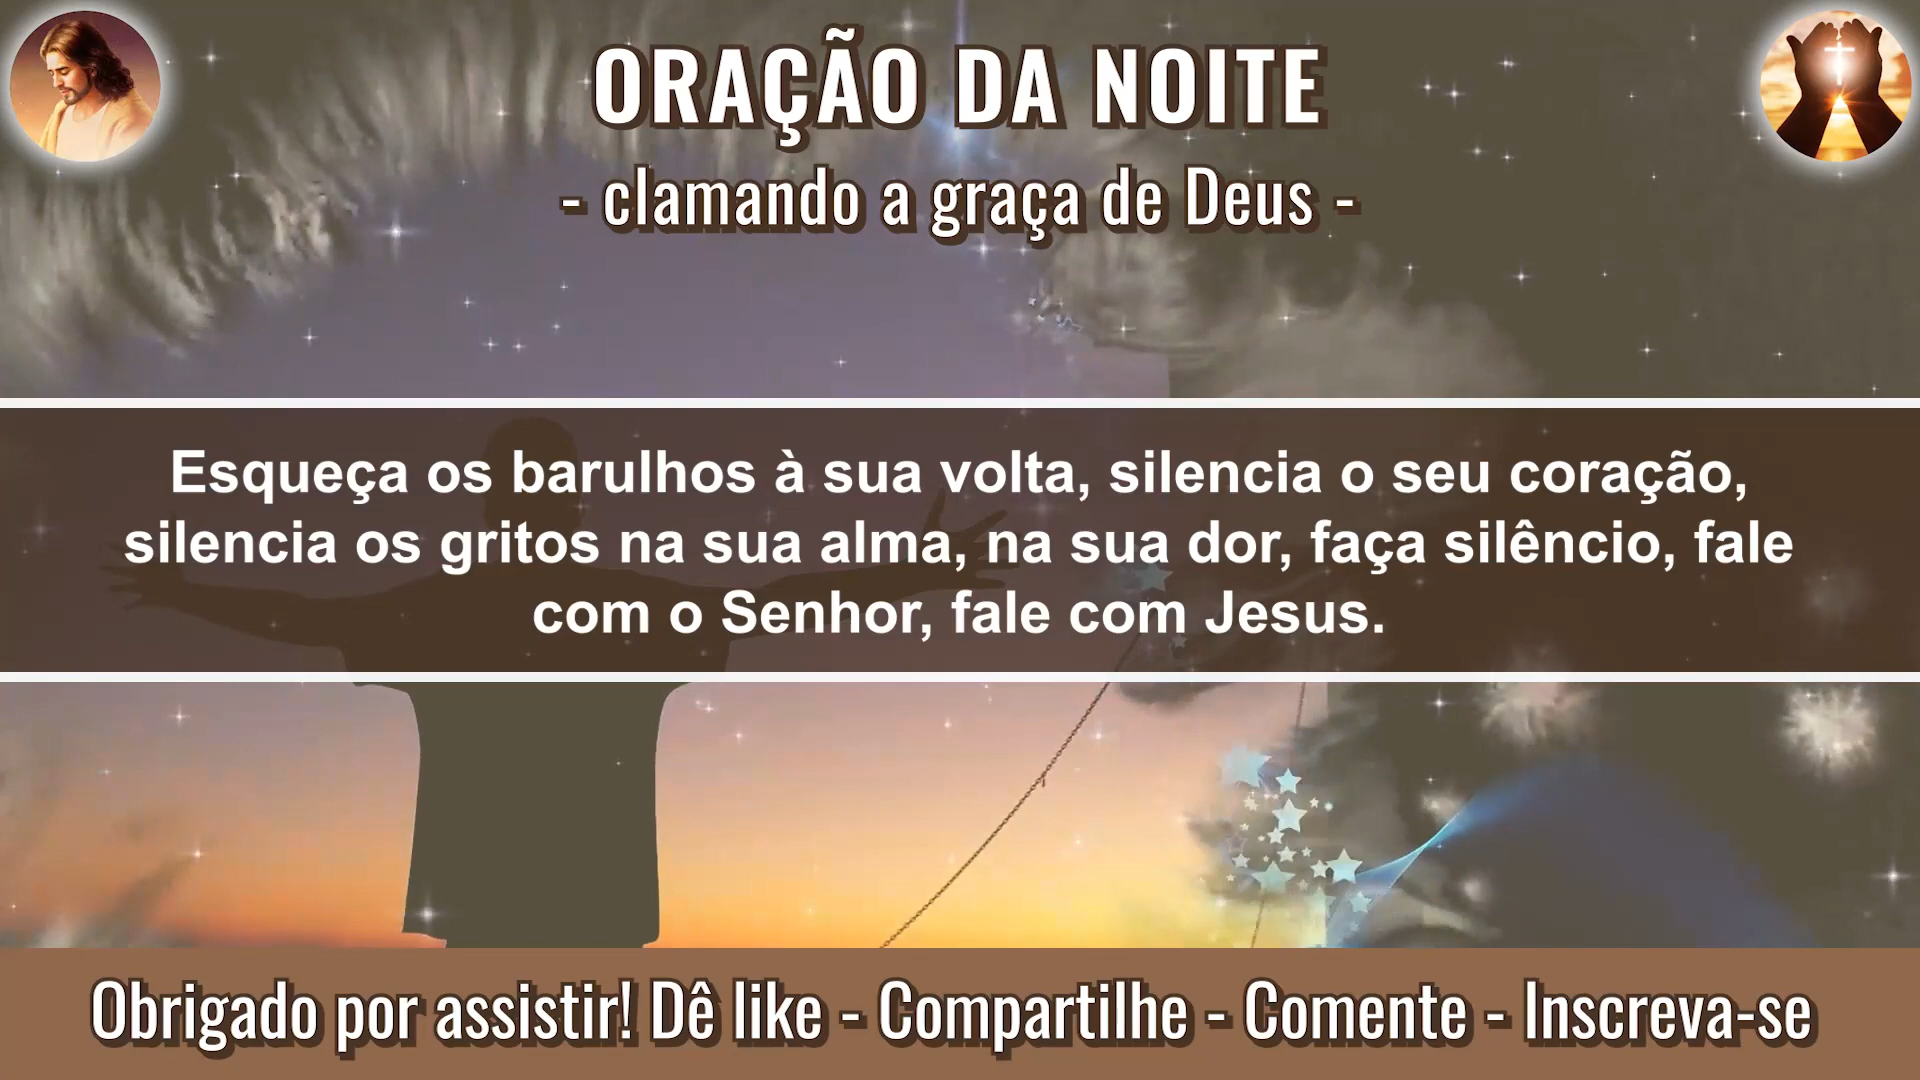 ORAÇÃO DA NOITE
- clamando a graça de Deus -
Esqueça os barulhos à sua volta, silencia o seu coração,
silencia os gritos na sua alma, na sua dor, faça silêncio, fale
com o Senhor, fale com Jesus.
Obrigado por assistir! Dê like - Compartilhe - Comente - Inscreva-se